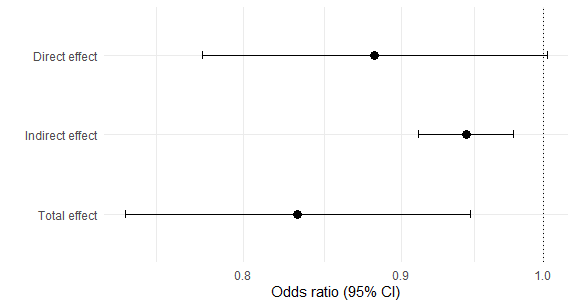 Direct effect
Indirect effect
Total effect
0.8
0.9
1.0
Odds ratio (95% CI)